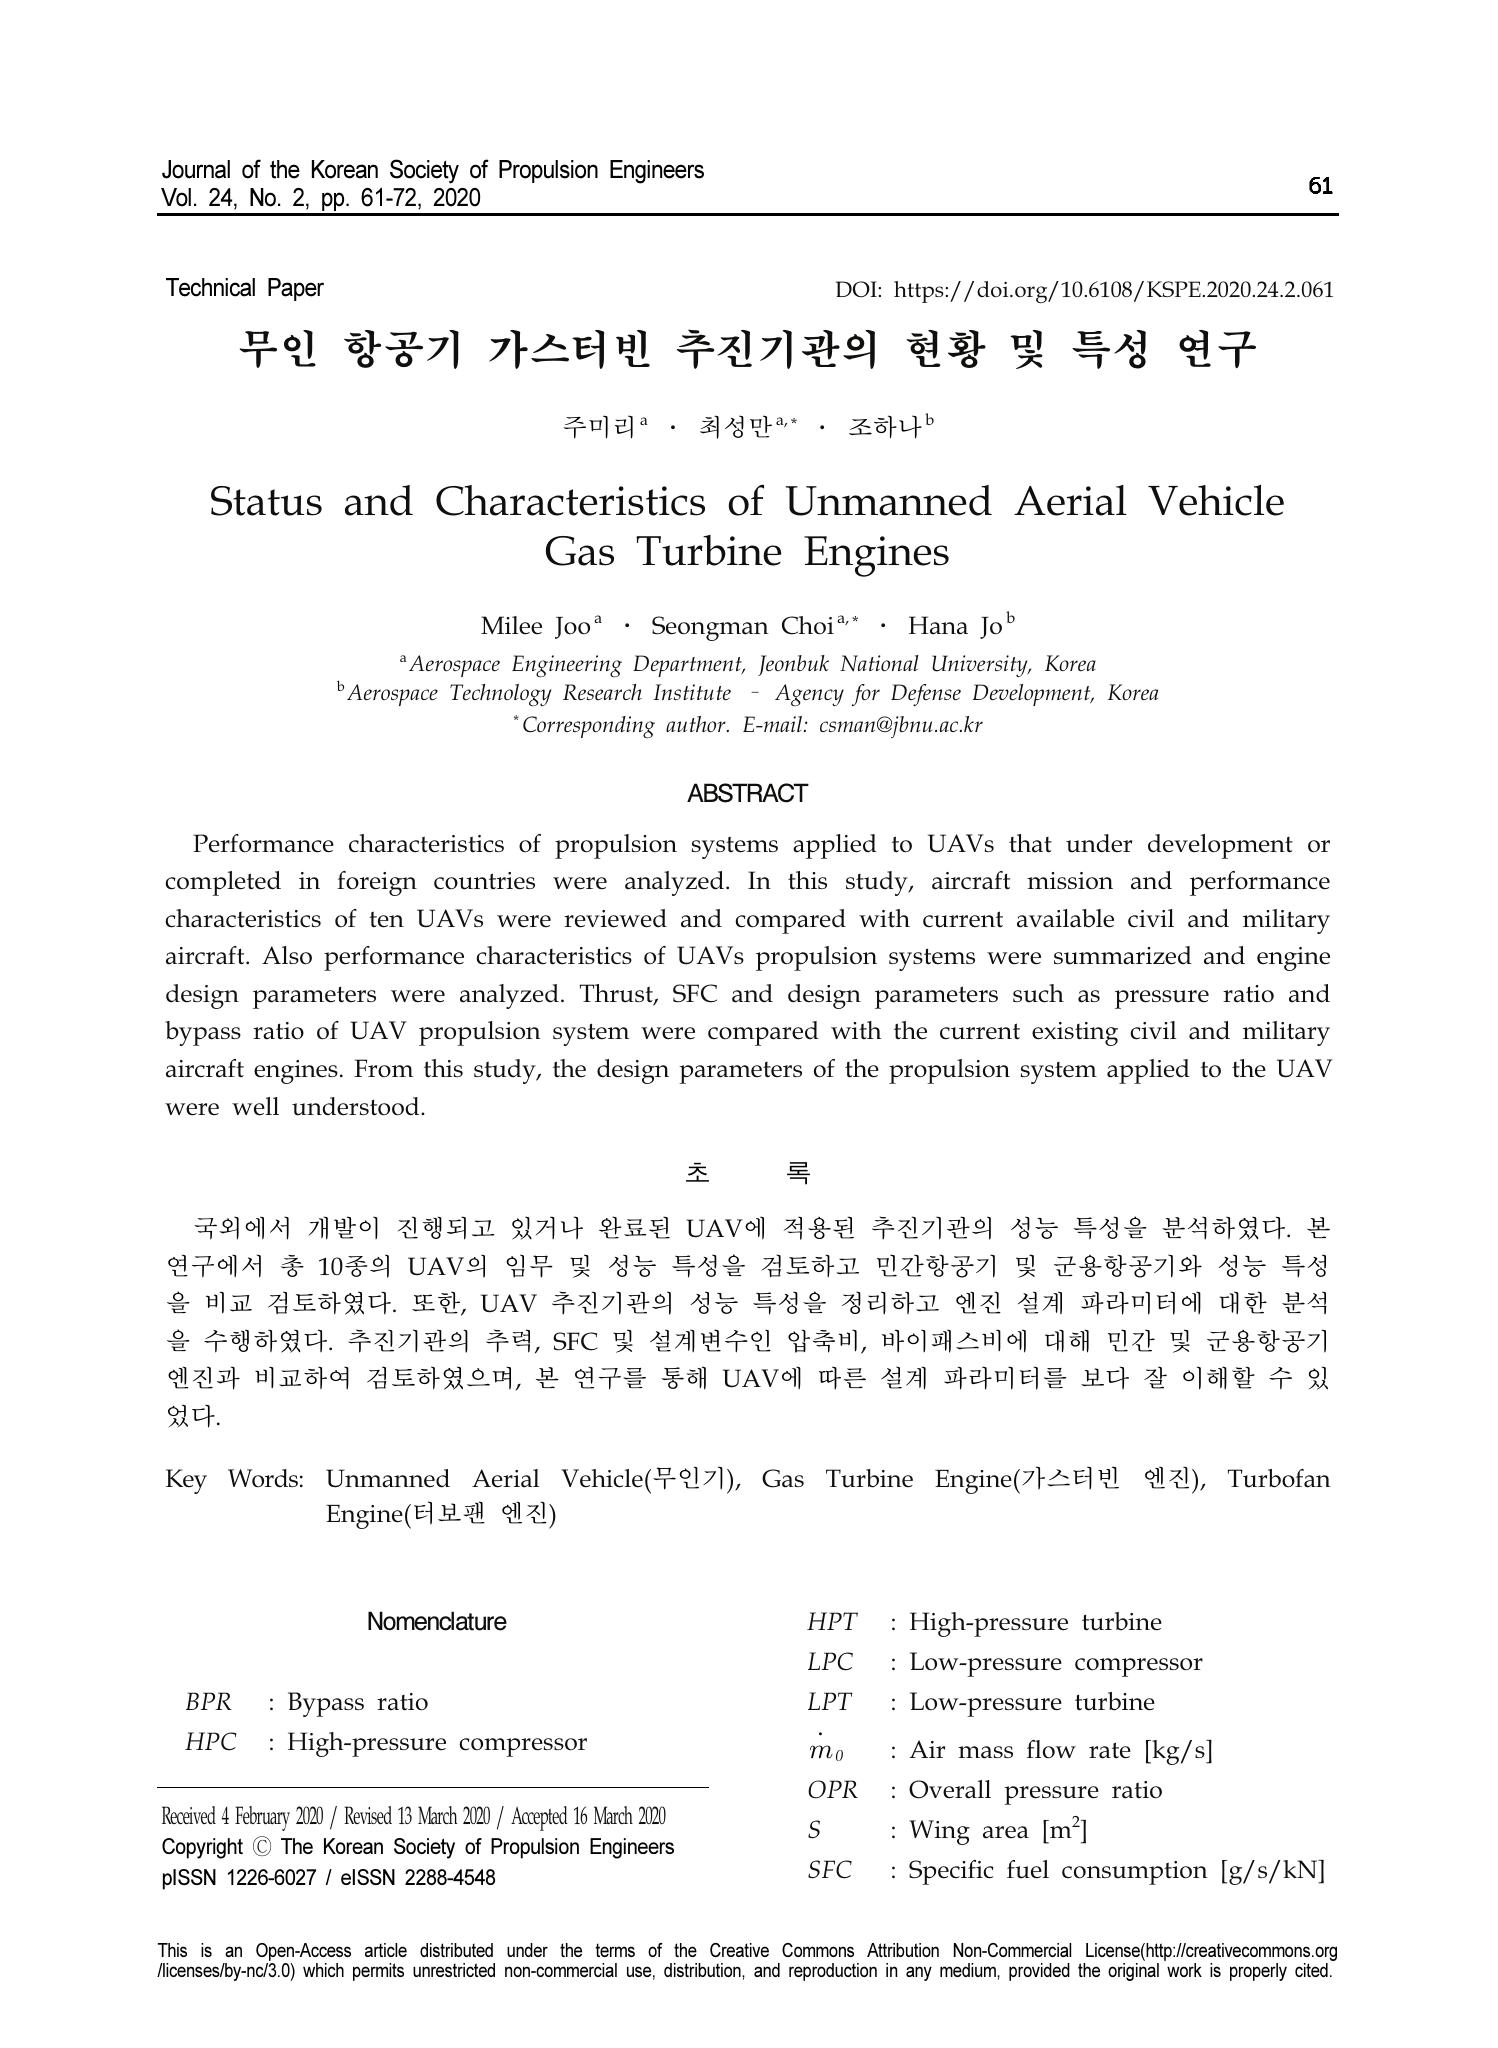 Journal of the Korean Society of Propulsion Engineers
Vol. 24, No. 2, pp. 61-72, 2020
61
Technical Paper
DOI: https://doi.org/10.6108/KSPE.2020.24.2.061
무인 항공기 가스터빈 추진기관의 현황 및 특성 연구
주미리 a · 최성만 a,* · 조하나 b
Status and Characteristics of Unmanned Aerial Vehicle
Gas Turbine Engines
Milee Joo a · Seongman Choi a,* · Hana Jo b
a Aerospace Engineering Department, Jeonbuk National University, Korea
b Aerospace Technology Research Institute - Agency for Defense Development, Korea
* Corresponding author. E-mail: csman@jbnu.ac.kr
ABSTRACT
Performance characteristics of propulsion systems applied to UAVs that under development or
completed in foreign countries were analyzed. In this study, aircraft mission and performance
characteristics of ten UAVs were reviewed and compared with current available civil and military
aircraft. Also performance characteristics of UAVs propulsion systems were summarized and engine
design parameters were analyzed. Thrust, SFC and design parameters such as pressure ratio and
bypass ratio of UAV propulsion system were compared with the current existing civil and military
aircraft engines. From this study, the design parameters of the propulsion system applied to the UAV
were well understood.
초 록
국외에서 개발이 진행되고 있거나 완료된 UAV에 적용된 추진기관의 성능 특성을 분석하였다. 본
연구에서 총 10종의 UAV의 임무 및 성능 특성을 검토하고 민간항공기 및 군용항공기와 성능 특성
을 비교 검토하였다. 또한, UAV 추진기관의 성능 특성을 정리하고 엔진 설계 파라미터에 대한 분석
을 수행하였다. 추진기관의 추력, SFC 및 설계변수인 압축비, 바이패스비에 대해 민간 및 군용항공기
엔진과 비교하여 검토하였으며, 본 연구를 통해 UAV에 따른 설계 파라미터를 보다 잘 이해할 수 있
었다.
Key Words: Unmanned Aerial Vehicle(무인기), Gas Turbine Engine(가스터빈 엔진), Turbofan
Engine(터보팬 엔진)
Nomenclature
BPR : Bypass ratio
HPC : High-pressure compressor
Received 4 February 2020 / Revised 13 March 2020 / Accepted 16 March 2020
Copyright Ⓒ The Korean Society of Propulsion Engineers
pISSN 1226-6027 / eISSN 2288-4548
HPT : High-pressure turbine
LPC : Low-pressure compressor
LPT : Low-pressure turbine
ṁ0 : Air mass flow rate [kg/s]
OPR : Overall pressure ratio
S : Wing area [m²]
SFC : Specific fuel consumption [g/s/kN]
This is an Open-Access article distributed under the terms of the Creative Commons Attribution Non-Commercial License(http://creativecommons.org
/licenses/by-nc/3.0) which permits unrestricted non-commercial use, distribution, and reproduction in any medium, provided the original work is properly cited.